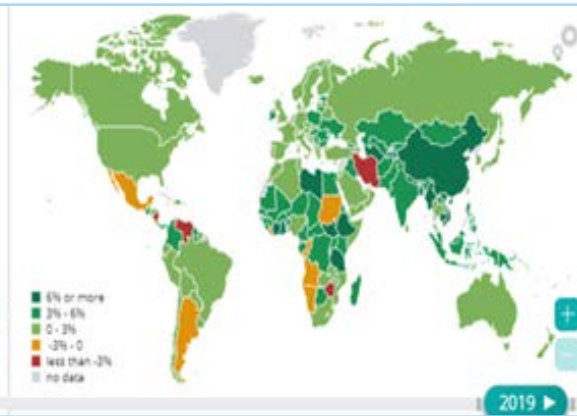 6% or more
3% - 6%
0 - 3%
-3% - 0
less than -3%
no data
+
−
2019 ▶